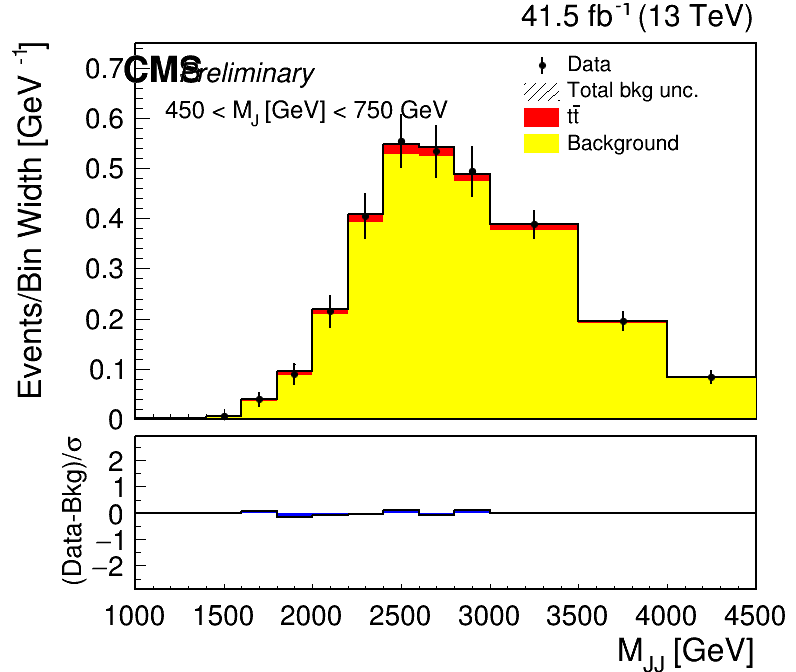 41.5 fb⁻¹ (13 TeV)
CMS Preliminary
450 < M_J [GeV] < 750 GeV
Data
Total bkg unc.
tt̄
Background
Events/Bin Width [GeV⁻¹]
0.7
0.6
0.5
0.4
0.3
0.2
0.1
0
(Data-Bkg)/σ
2
1
0
−1
−2
1000 1500 2000 2500 3000 3500 4000 4500
M_JJ [GeV]